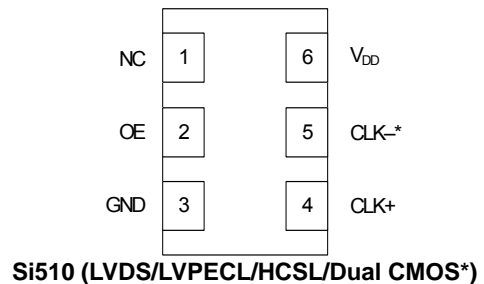 NC 1 6 VDD
OE 2 5 CLK–*
GND 3 4 CLK+
Si510 (LVDS/LVPECL/HCSL/Dual CMOS*)